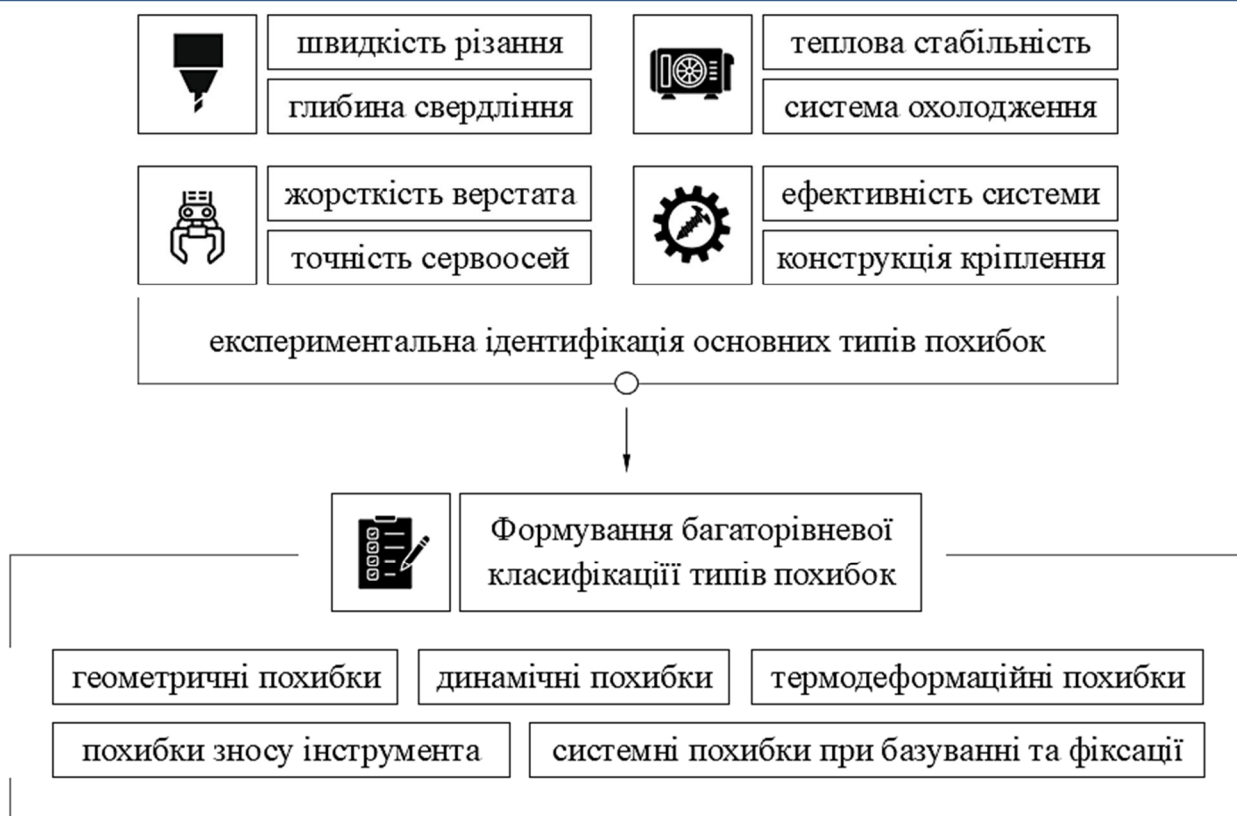 швидкість різання
глибина свердління
теплова стабільність
система охолодження
жорсткість верстата
точність сервоосей
ефективність системи
конструкція кріплення
експериментальна ідентифікація основних типів похибок
Формування багаторівневої
класифікаціїї типів похибок
геометричні похибки
динамічні похибки
термодеформаційні похибки
похибки зносу інструмента
системні похибки при базуванні та фіксації